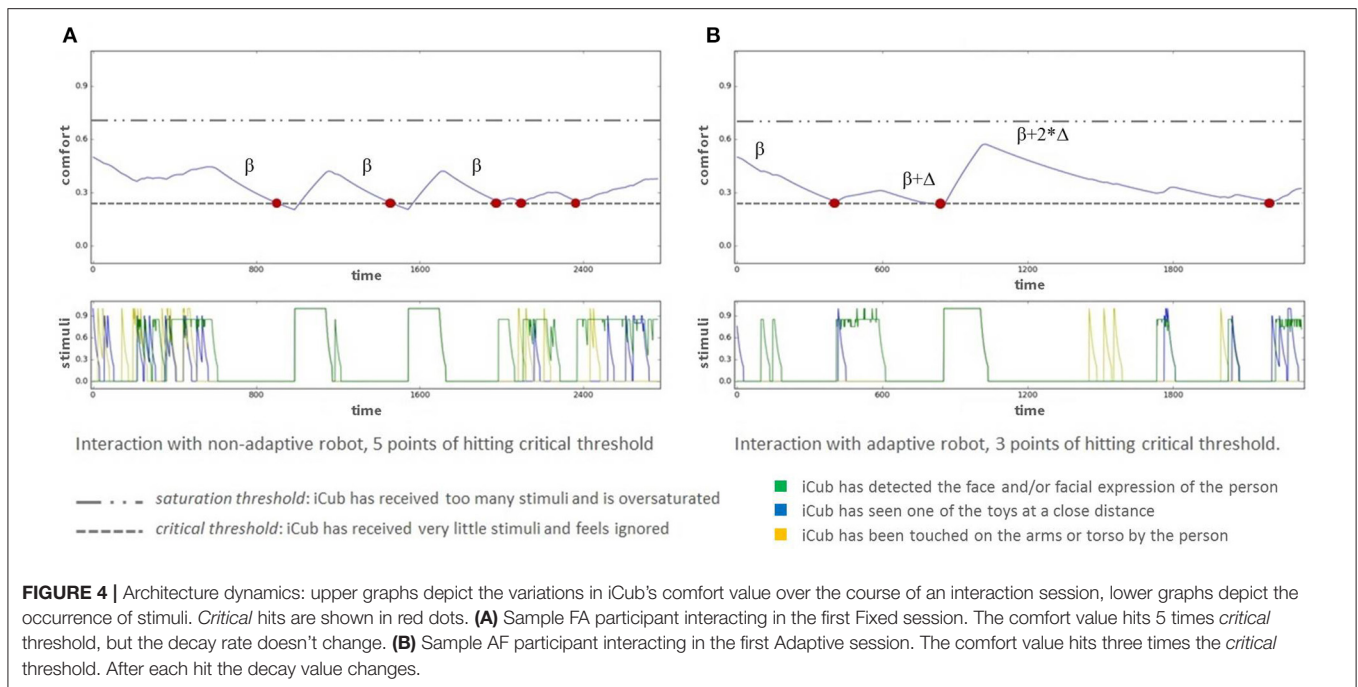 A
B
0.9
0.6
0.3
0.0
comfort
β
β
β
0
800
1600
2400
time
0.9
0.6
0.3
0.0
comfort
β
β+Δ
β+2*Δ
0
600
1200
1800
time
0.9
0.6
0.3
0.0
stimuli
0
800
1600
2400
time
0.9
0.6
0.3
0.0
stimuli
0
600
1200
1800
time
Interaction with non-adaptive robot, 5 points of hitting critical threshold
Interaction with adaptive robot, 3 points of hitting critical threshold.
saturation threshold: iCub has received too many stimuli and is oversaturated
critical threshold: iCub has received very little stimuli and feels ignored
iCub has detected the face and/or facial expression of the person
iCub has seen one of the toys at a close distance
iCub has been touched on the arms or torso by the person
FIGURE 4 | Architecture dynamics: upper graphs depict the variations in iCub's comfort value over the course of an interaction session, lower graphs depict the
occurrence of stimuli. Critical hits are shown in red dots. (A) Sample FA participant interacting in the first Fixed session. The comfort value hits 5 times critical
threshold, but the decay rate doesn't change. (B) Sample AF participant interacting in the first Adaptive session. The comfort value hits three times the critical
threshold. After each hit the decay value changes.